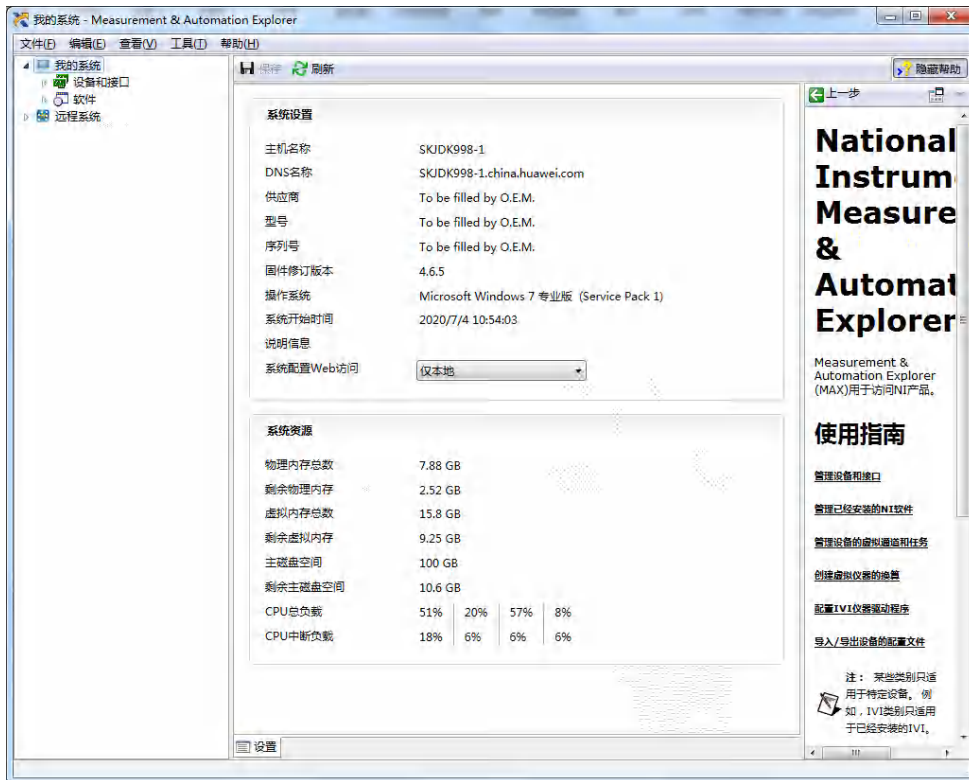 我的系统 - Measurement & Automation Explorer
文件(F) 编辑(E) 查看(V) 工具(T) 帮助(H)
我的系统
设备和接口
软件
远程系统
保存 刷新
隐藏帮助
系统设置
主机名称 SKJDK998-1
DNS名称 SKJDK998-1.china.huawei.com
供应商 To be filled by O.E.M.
型号 To be filled by O.E.M.
序列号 To be filled by O.E.M.
固件修订版本 4.6.5
操作系统 Microsoft Windows 7 专业版 (Service Pack 1)
系统开始时间 2020/7/4 10:54:03
说明信息
系统配置Web访问 仅本地
系统资源
物理内存总数 7.88 GB
剩余物理内存 2.52 GB
虚拟内存总数 15.8 GB
剩余虚拟内存 9.25 GB
主磁盘空间 100 GB
剩余主磁盘空间 10.6 GB
CPU总负载 51% 20% 57% 8%
CPU中断负载 18% 6% 6% 6%
设置
上一步
National
Instrum
Measure
&
Automat
Explorer
Measurement &
Automation Explorer
(MAX)用于访问NI产品。
使用指南
管理设备和接口
管理已经安装的NI软件
管理设备的虚拟通道和任务
创建虚拟仪器的换算
配置IVI仪器驱动程序
导入/导出设备的配置文件
注： 某些类别只适
用于特定设备。 例
如，IVI类别只适用
于已经安装的IVI。